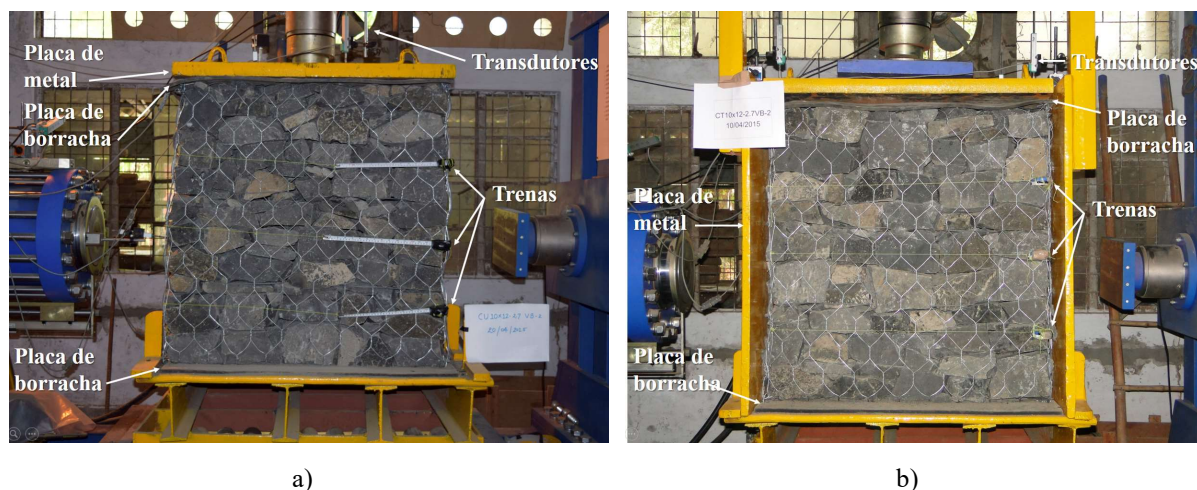 Placa de
metal
Placa de
borracha
Transdutores
Trenas
Placa de
borracha
a)
CT10x12-2.7VB-2
10/04/2015
Transdutores
Placa de
borracha
Placa de
metal
Trenas
Placa de
borracha
b)